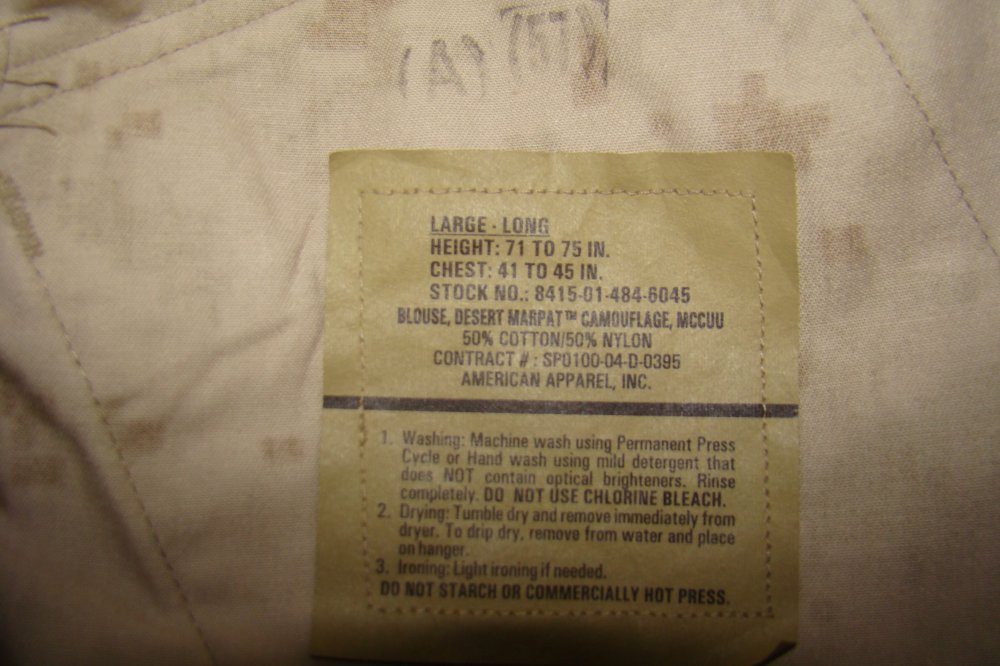 LARGE - LONG
HEIGHT: 71 TO 75 IN.
CHEST: 41 TO 45 IN.
STOCK NO.: 8415-01-484-6045
BLOUSE, DESERT MARPAT™ CAMOUFLAGE, MCCUU
50% COTTON/50% NYLON
CONTRACT # : SP0100-04-D-0395
AMERICAN APPAREL, INC.
1. Washing: Machine wash using Permanent Press
Cycle or Hand wash using mild detergent that
does NOT contain optical brighteners. Rinse
completely. DO NOT USE CHLORINE BLEACH.
2. Drying: Tumble dry and remove immediately from
dryer. To drip dry, remove from water and place
on hanger.
3. Ironing: Light ironing if needed.
DO NOT STARCH OR COMMERCIALLY HOT PRESS.